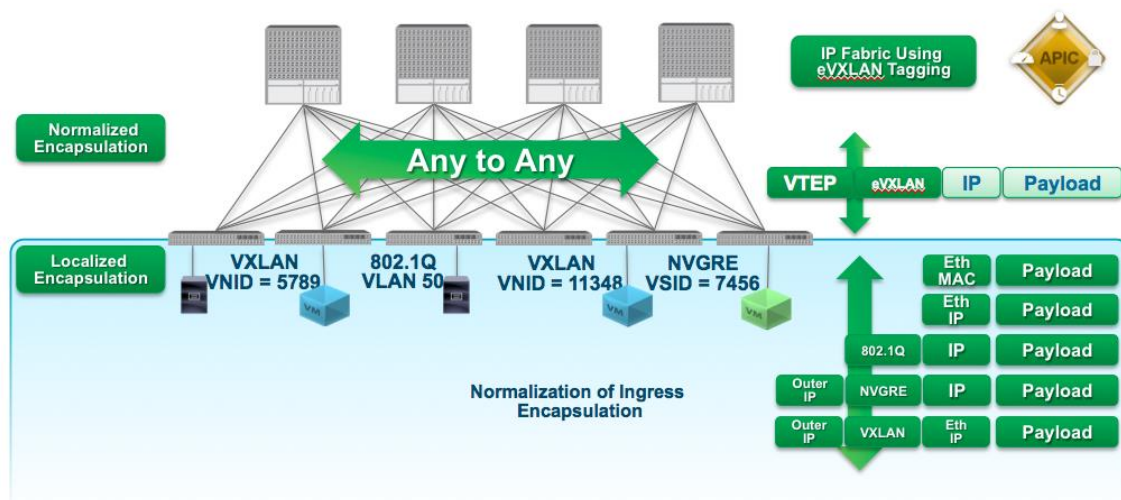 IP Fabric Using
eVXLAN Tagging
APIC
Normalized
Encapsulation
Any to Any
VTEP eVXLAN IP Payload
Localized
Encapsulation
VXLAN
VNID = 5789
802.1Q
VLAN 50
VXLAN
VNID = 11348
NVGRE
VSID = 7456
VM
VM
VM
Eth
MAC
Payload
Eth
IP
Payload
802.1Q IP Payload
Outer
IP
NVGRE IP Payload
Outer
IP
VXLAN
Eth
IP
Payload
Normalization of Ingress
Encapsulation